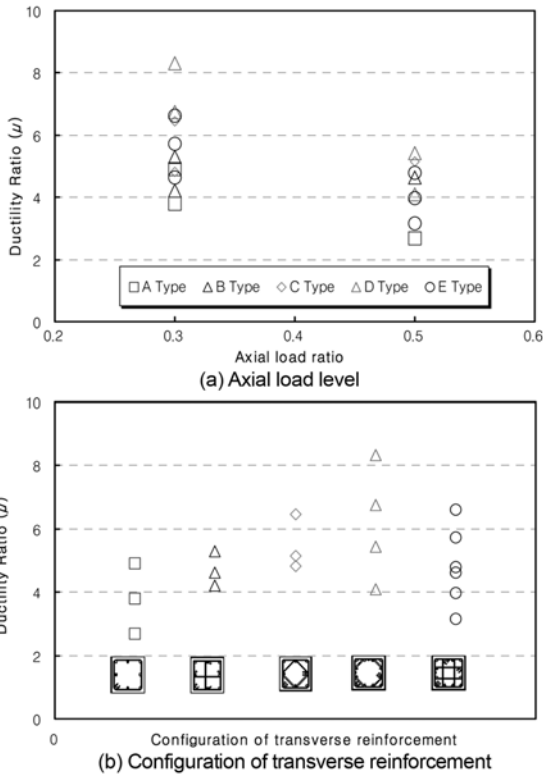 10
8
6
4
2
0
Ductility Ratio (μ)
A Type B Type C Type D Type E Type
0.2 0.3 0.4 0.5 0.6
Axial load ratio
(a) Axial load level
10
8
6
4
2
0
Ductility Ratio (μ)
0
Configuration of transverse reinforcement
(b) Configuration of transverse reinforcement